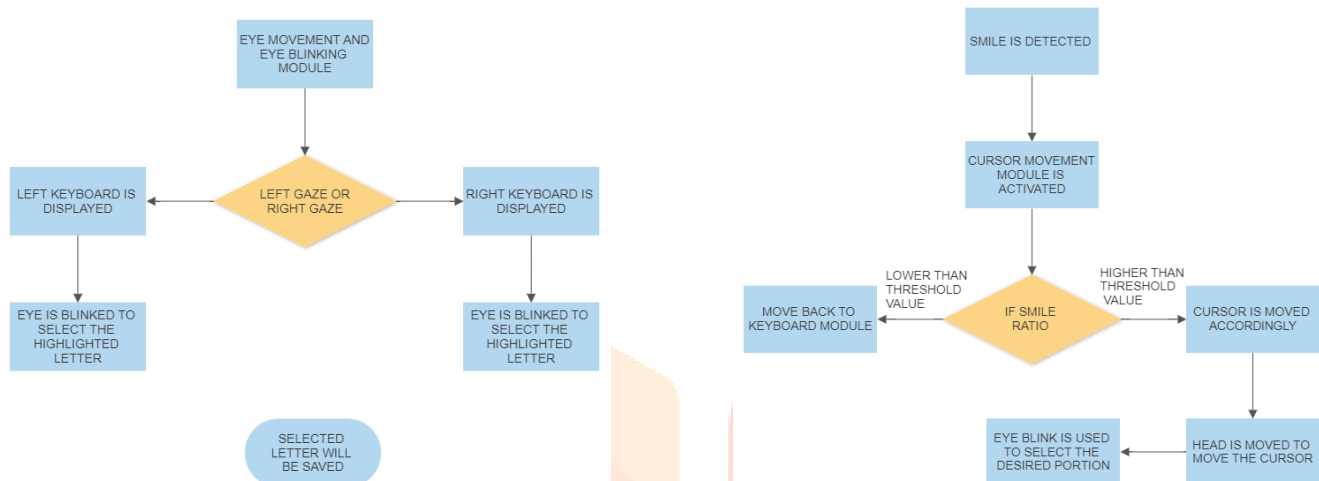 EYE MOVEMENT AND
EYE BLINKING
MODULE
LEFT GAZE OR
RIGHT GAZE
LEFT KEYBOARD IS
DISPLAYED
RIGHT KEYBOARD IS
DISPLAYED
EYE IS BLINKED TO
SELECT THE
HIGHLIGHTED
LETTER
EYE IS BLINKED TO
SELECT THE
HIGHLIGHTED
LETTER
SELECTED
LETTER WILL
BE SAVED
SMILE IS DETECTED
CURSOR MOVEMENT
MODULE IS
ACTIVATED
IF SMILE
RATIO
LOWER THAN
THRESHOLD
VALUE
HIGHER THAN
THRESHOLD
VALUE
MOVE BACK TO
KEYBOARD MODULE
CURSOR IS MOVED
ACCORDINGLY
HEAD IS MOVED TO
MOVE THE CURSOR
EYE BLINK IS USED
TO SELECT THE
DESIRED PORTION